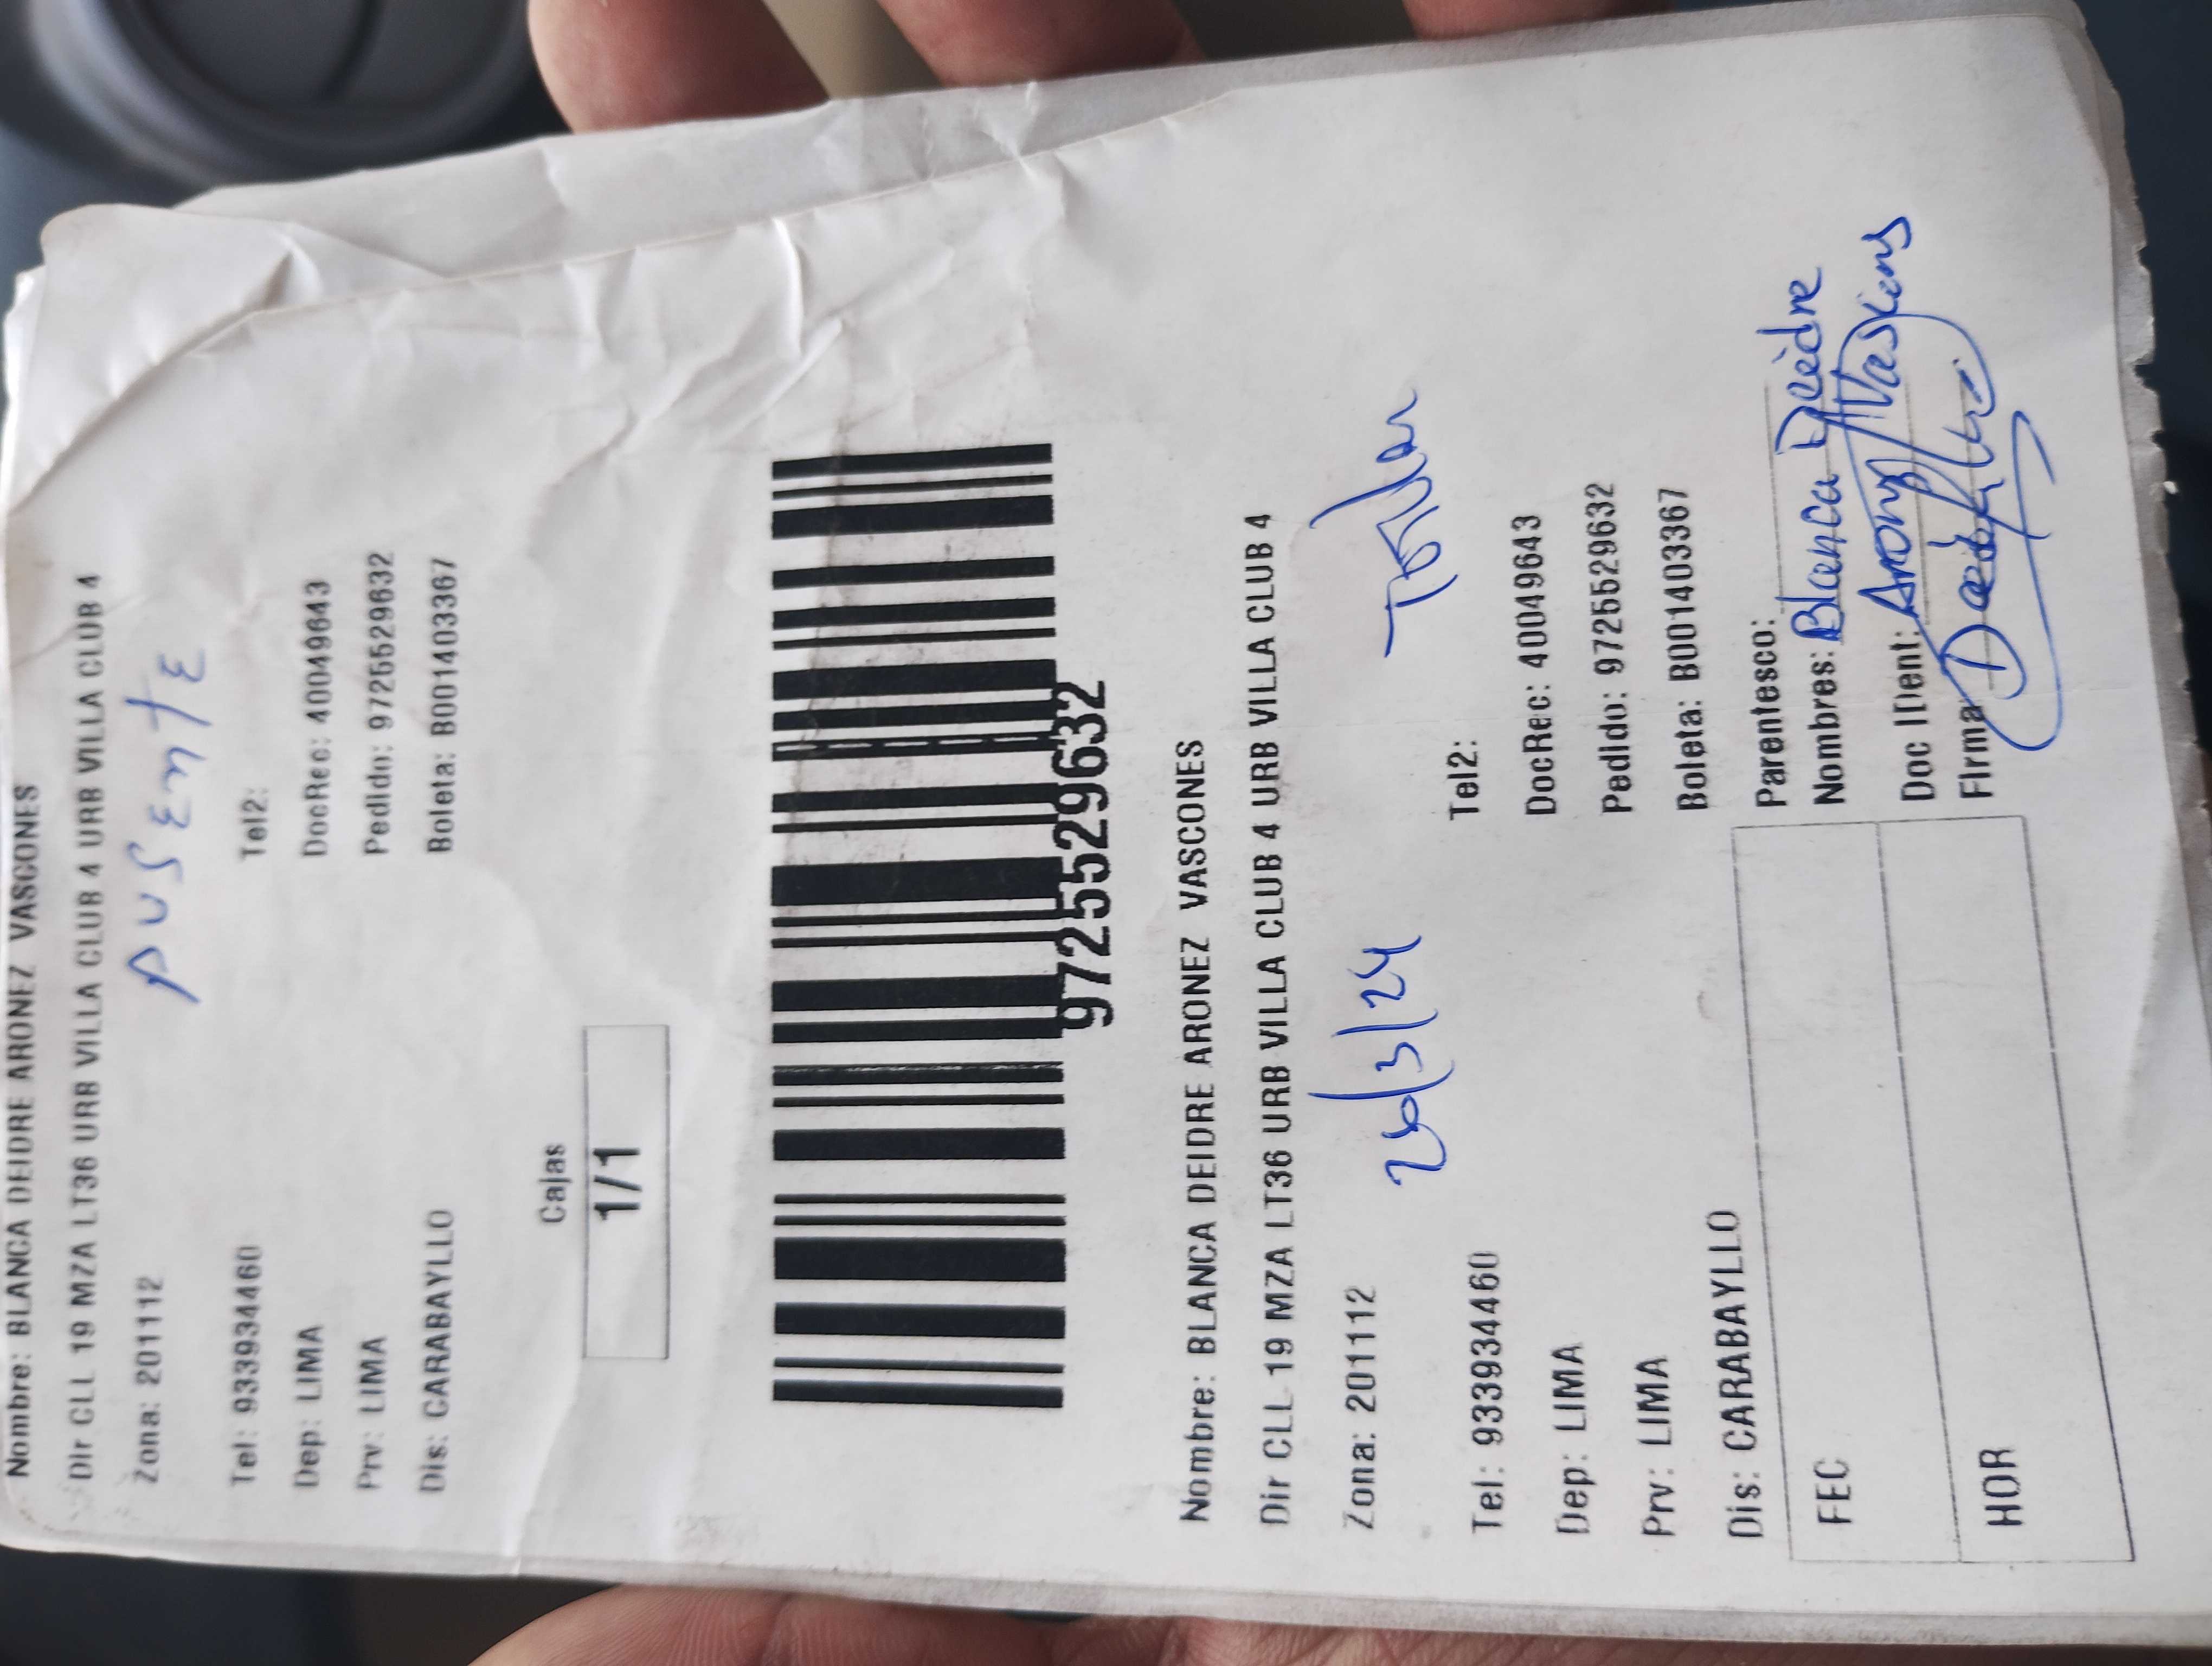 Nombre: BLANCA DEIDRE ARONEZ VASCONES
Dir CLL 19 MZA LT36 URB VILLA CLUB 4 URB VILLA CLUB 4
AUSENTE
Zona: 201112
Tel: 933934460 Tel2:
Dep: LIMA DocRec: 40049643
Prv: LIMA Pedido: 9725529632
Dis: CARABAYLLO Boleta: B001403367
Cajas
1/1
9725529632
Nombre: BLANCA DEIDRE ARONEZ VASCONES
Dir CLL 19 MZA LT36 URB VILLA CLUB 4 URB VILLA CLUB 4
Zona: 201112 26/3/24
Tel: 933934460 Tel2:
Dep: LIMA DocRec: 40049643
Prv: LIMA Pedido: 9725529632
Dis: CARABAYLLO Boleta: B001403367
FEC Parentesco:
Nombres: Blanca Deidre
Doc IDent:
HOR Firma